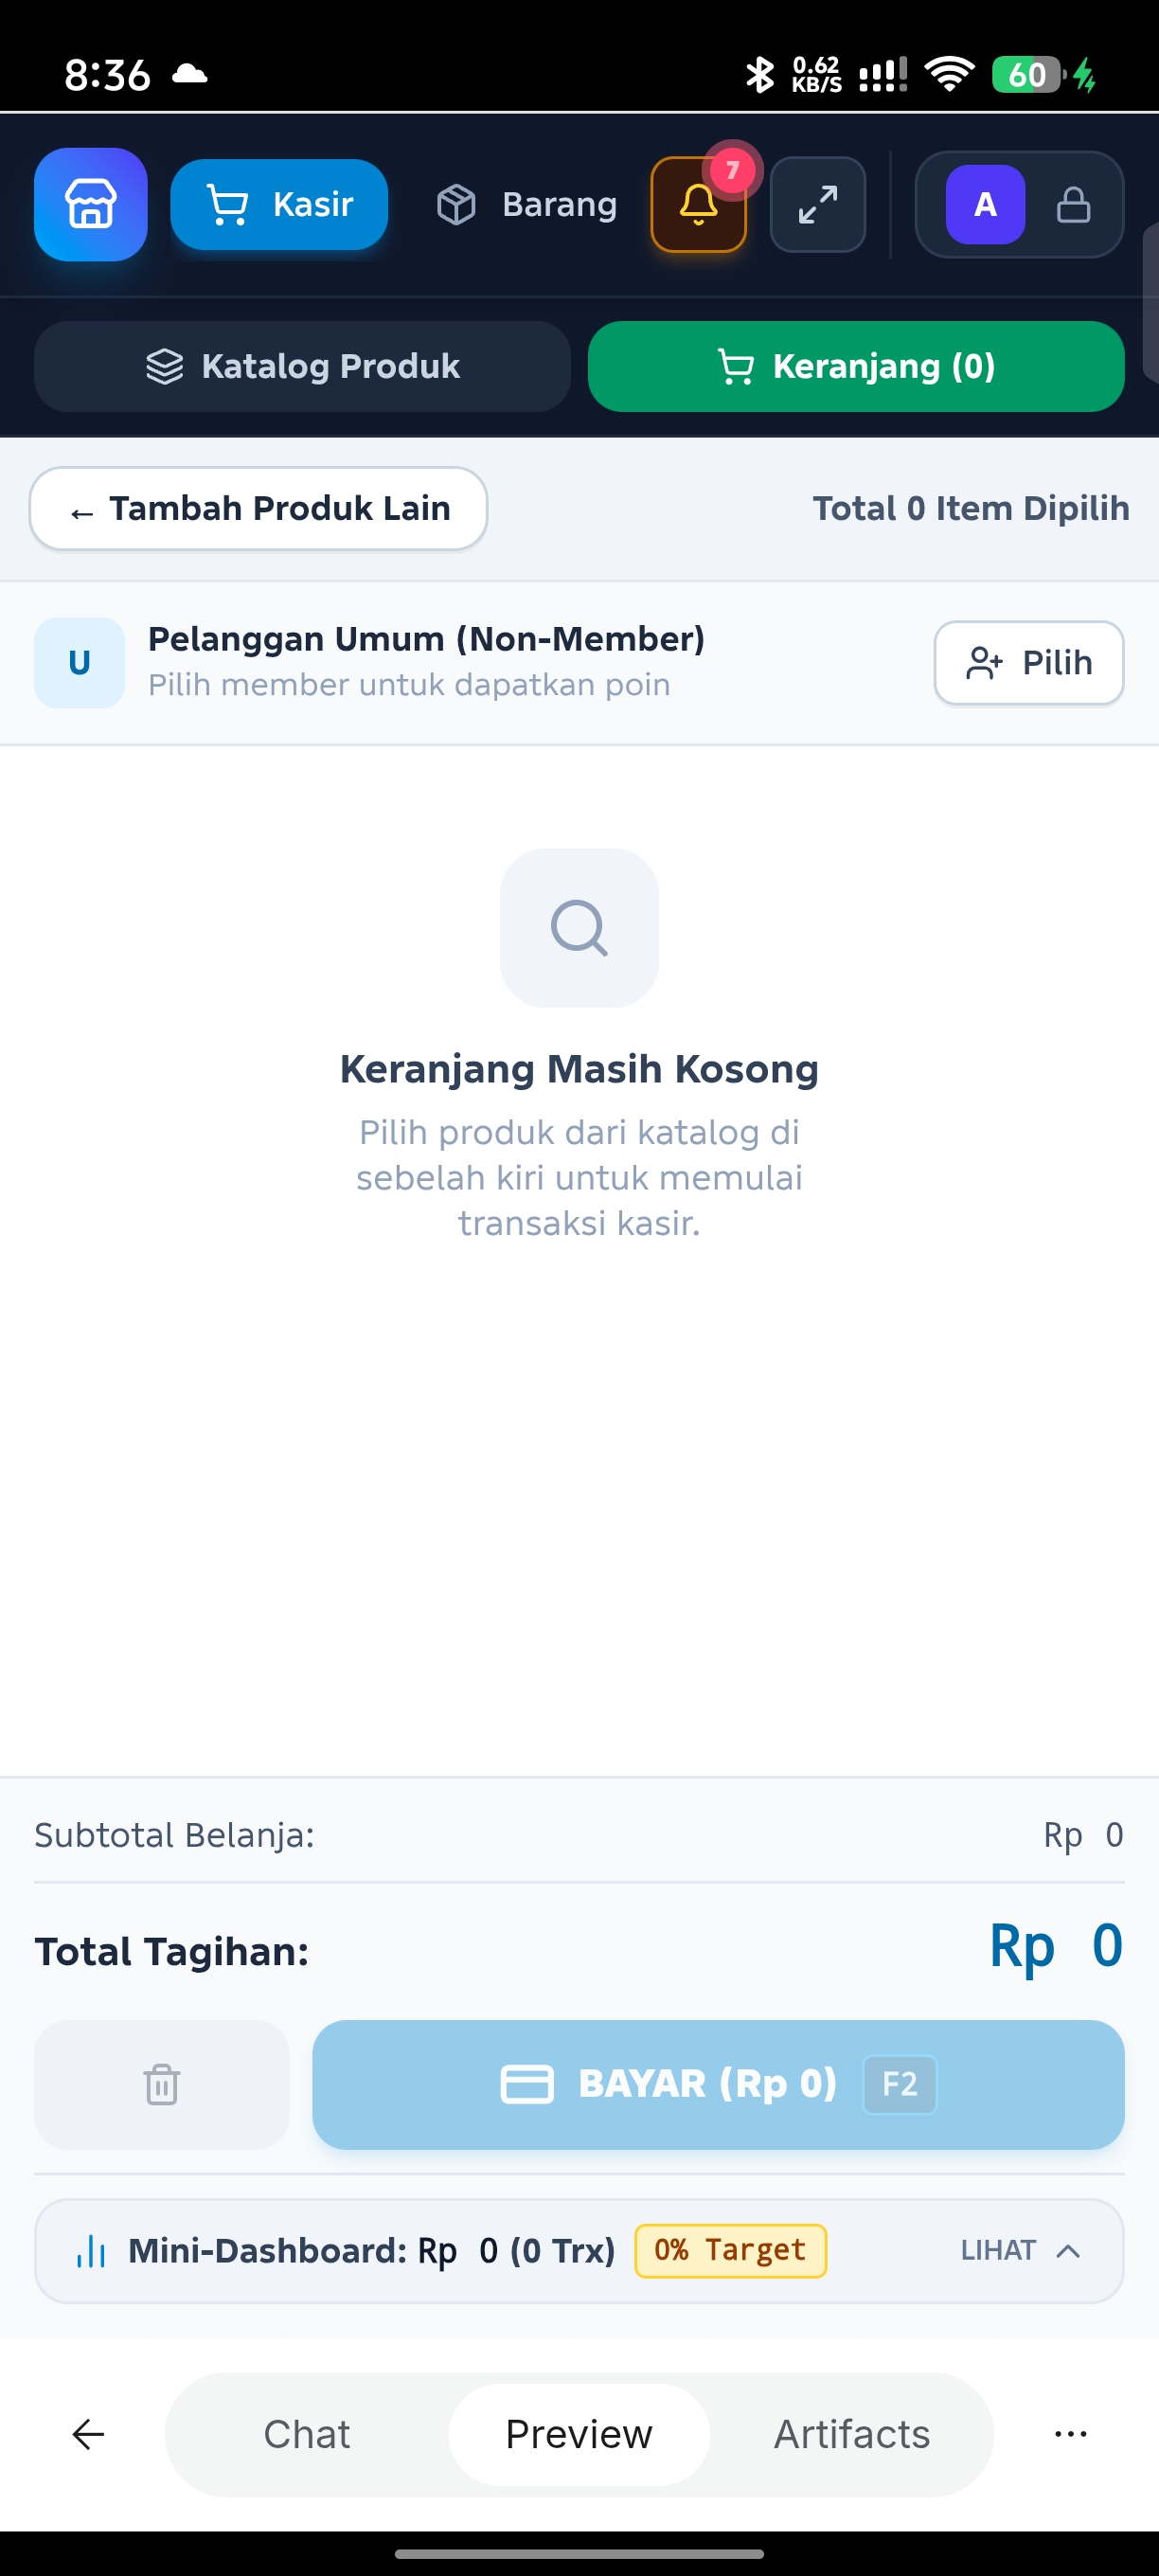 8:36
0.62
KB/S
60
Kasir
Barang
7
A
Katalog Produk
Keranjang (0)
← Tambah Produk Lain
Total 0 Item Dipilih
U
Pelanggan Umum (Non-Member)
Pilih member untuk dapatkan poin
Pilih
Keranjang Masih Kosong
Pilih produk dari katalog di
sebelah kiri untuk memulai
transaksi kasir.
Subtotal Belanja:
Rp 0
Total Tagihan:
Rp 0
BAYAR (Rp 0)
F2
Mini-Dashboard: Rp 0 (0 Trx)
0% Target
LIHAT
Chat
Preview
Artifacts